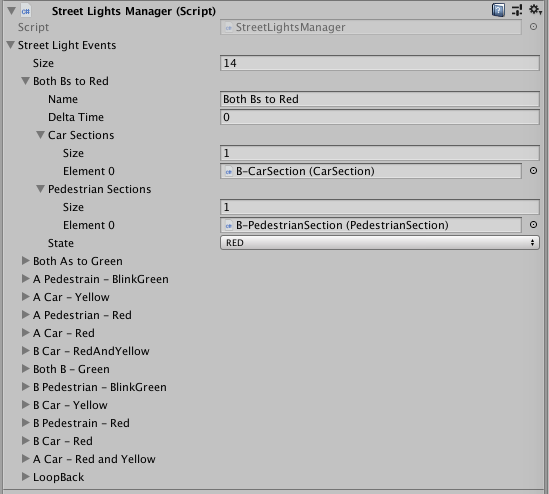 Street Lights Manager (Script)
Script StreetLightsManager
Street Light Events
Size 14
Both Bs to Red
Name Both Bs to Red
Delta Time 0
Car Sections
Size 1
Element 0 B-CarSection (CarSection)
Pedestrian Sections
Size 1
Element 0 B-PedestrianSection (PedestrianSection)
State RED
Both As to Green
A Pedestrain - BlinkGreen
A Car - Yellow
A Pedestrian - Red
A Car - Red
B Car - RedAndYellow
Both B - Green
B Pedestrian - BlinkGreen
B Car - Yellow
B Pedestrian - Red
B Car - Red
A Car - Red and Yellow
LoopBack